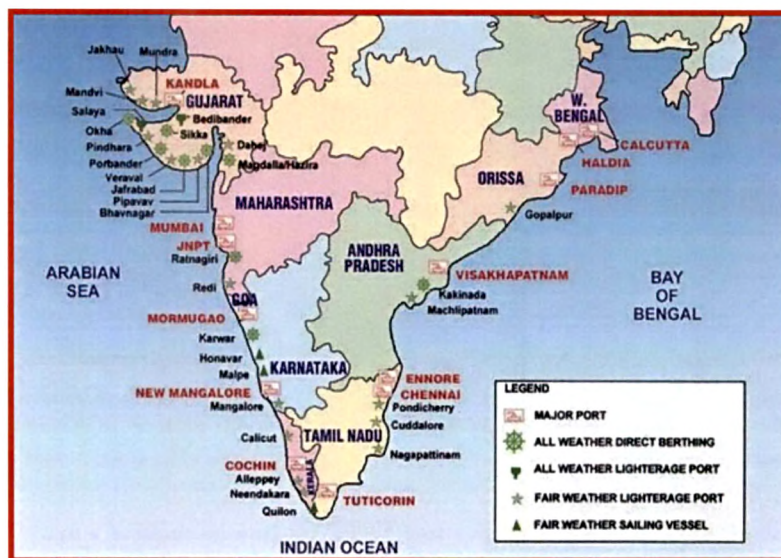 Jakhau
Mundra
Mandvi
KANDLA
GUJARAT
Salaya
Bedibander
Okha
Sikka
Pindhara
Dahej
Porbander
Magdalla/Hazira
Veraval
Jafrabad
Pipavav
Bhavnagar
MAHARASHTRA
W.
BENGAL
CALCUTTA
HALDIA
ORISSA
PARADIP
Gopalpur
MUMBAI
JNPT
Ratnagiri
ANDHRA
PRADESH
VISAKHAPATNAM
ARABIAN
SEA
BAY
OF
BENGAL
Redi
GOA
Kakinada
Machlipatnam
MORMUGAO
Karwar
Honavar
KARNATAKA
Malpe
ENNORE
NEW MANGALORE
CHENNAI
Mangalore
Pondicherry
Calicut
TAMIL NADU
Cuddalore
Nagapattinam
COCHIN
KERALA
Alleppey
Neendakara
TUTICORIN
Quilon
INDIAN OCEAN
LEGEND
MAJOR PORT
ALL WEATHER DIRECT BERTHING
ALL WEATHER LIGHTERAGE PORT
FAIR WEATHER LIGHTERAGE PORT
FAIR WEATHER SAILING VESSEL